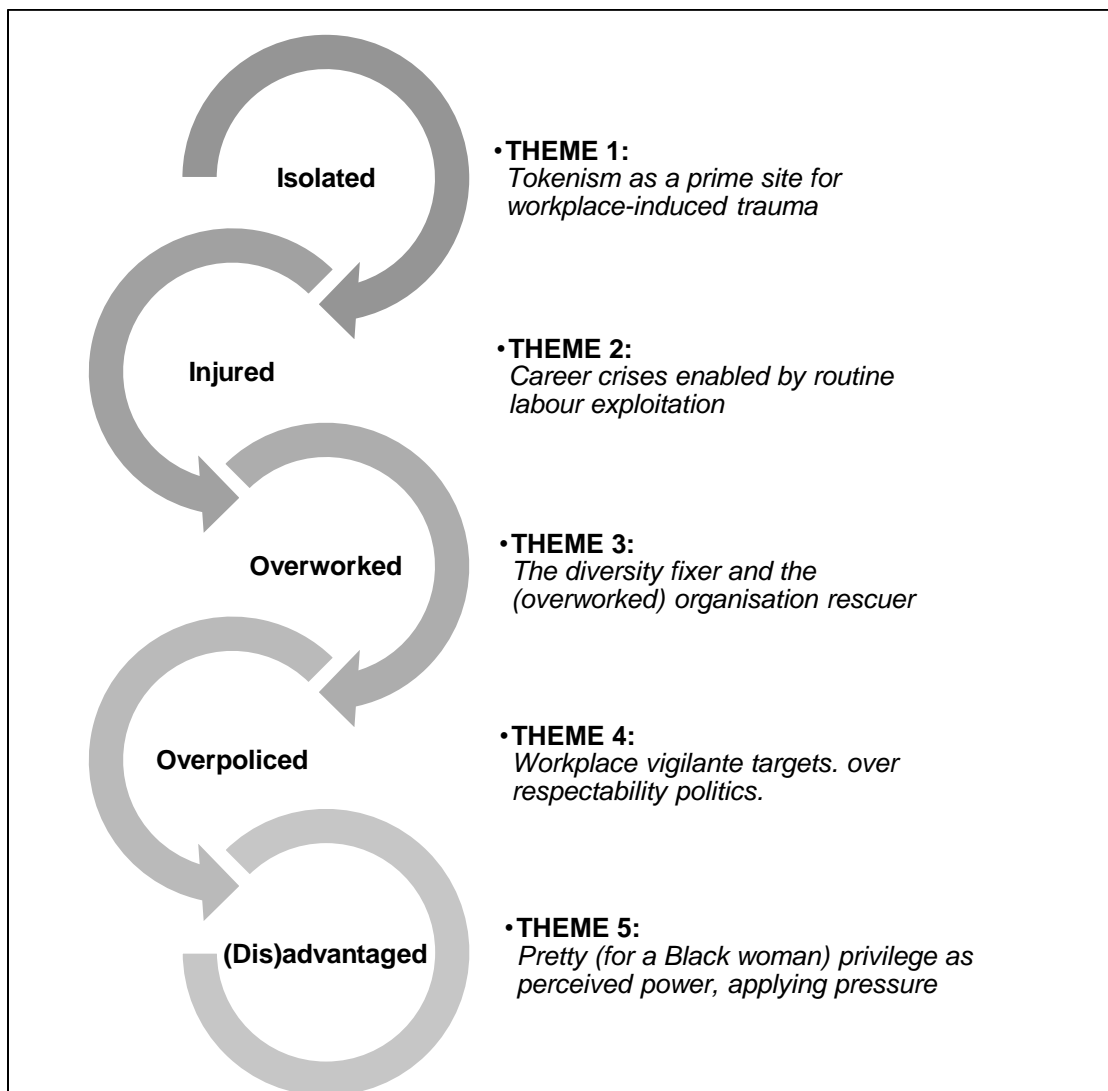 Isolated
•THEME 1:
Tokenism as a prime site for
workplace-induced trauma
Injured
•THEME 2:
Career crises enabled by routine
labour exploitation
Overworked
•THEME 3:
The diversity fixer and the
(overworked) organisation rescuer
Overpoliced
•THEME 4:
Workplace vigilante targets. over
respectability politics.
(Dis)advantaged
•THEME 5:
Pretty (for a Black woman) privilege as
perceived power, applying pressure